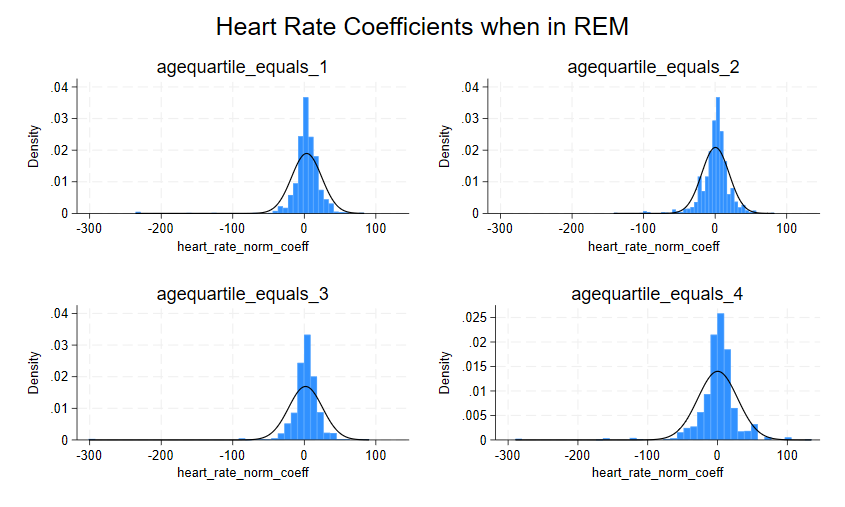 Heart Rate Coefficients when in REM
agequartile_equals_1
Density
.04
.03
.02
.01
0
-300 -200 -100 0 100
heart_rate_norm_coeff
agequartile_equals_2
Density
.04
.03
.02
.01
0
-300 -200 -100 0 100
heart_rate_norm_coeff
agequartile_equals_3
Density
.04
.03
.02
.01
0
-300 -200 -100 0 100
heart_rate_norm_coeff
agequartile_equals_4
Density
.025
.02
.015
.01
.005
0
-300 -200 -100 0 100
heart_rate_norm_coeff